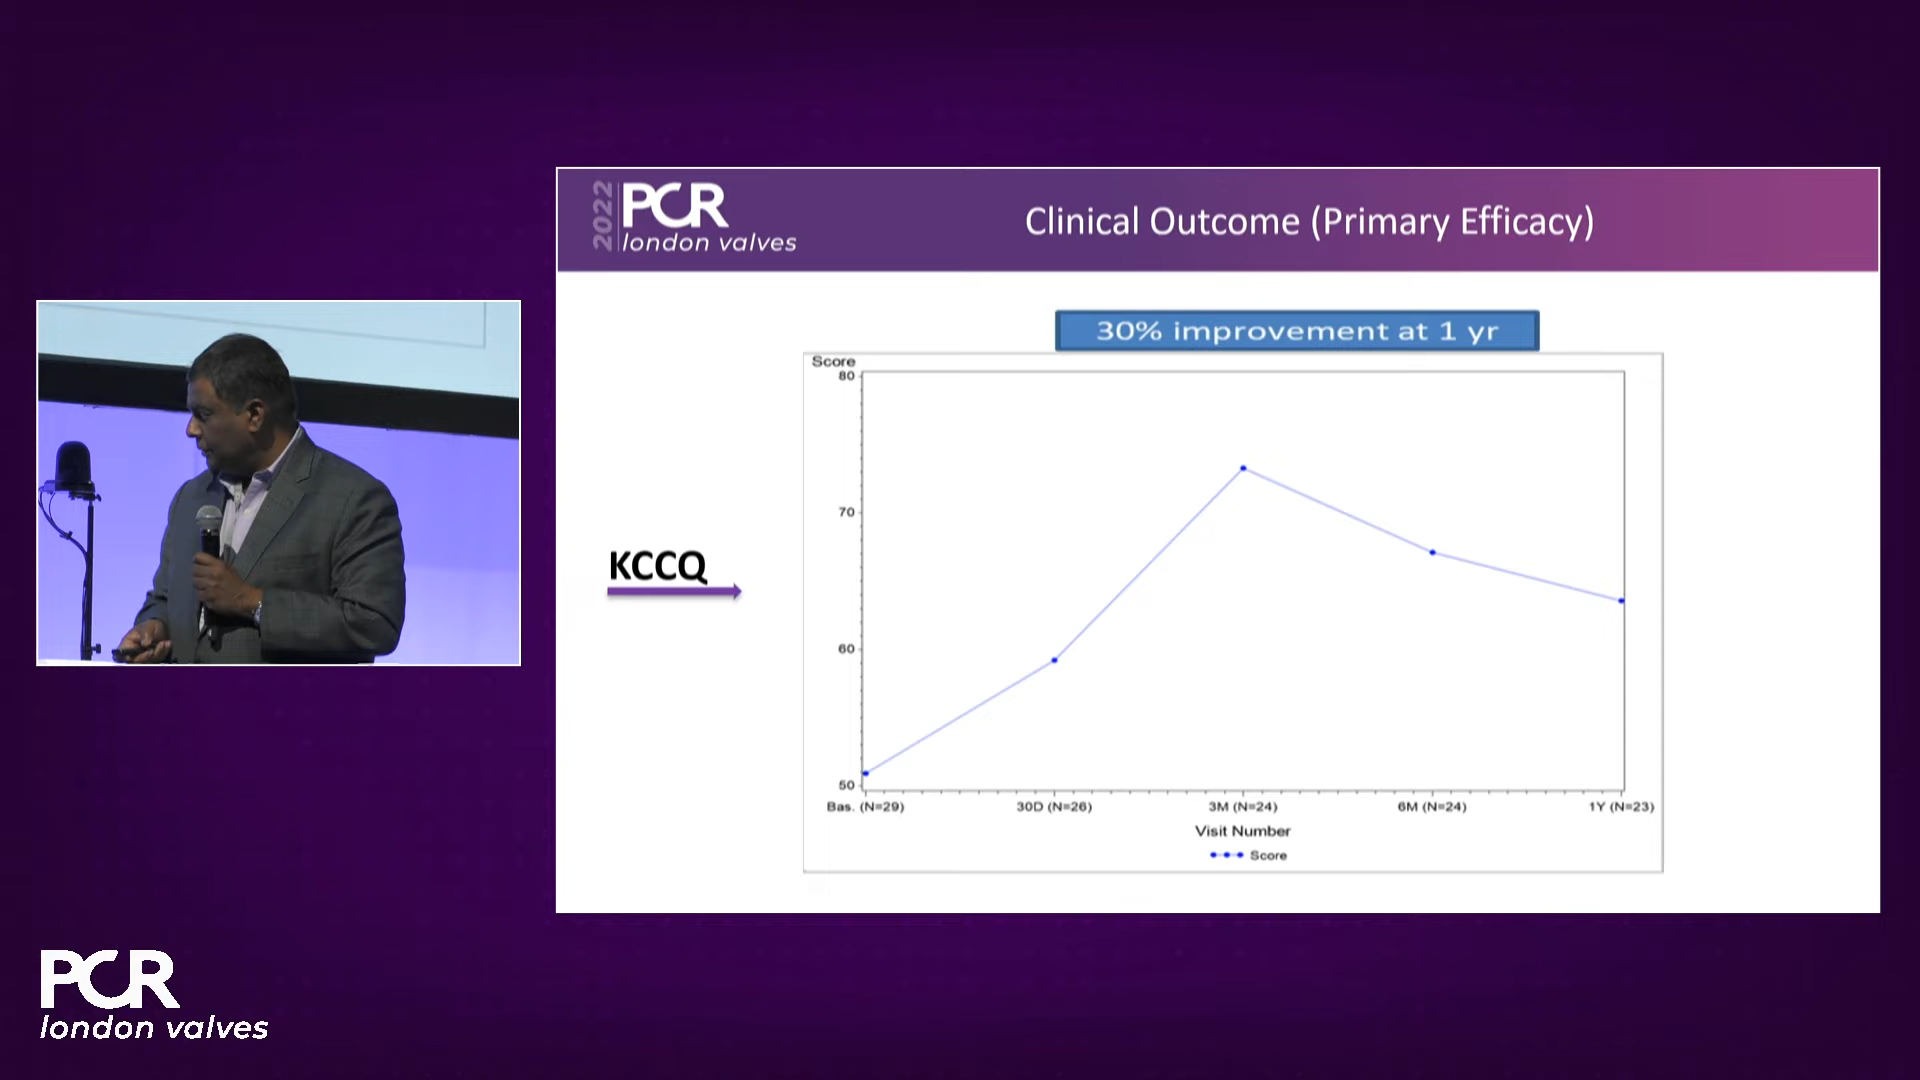 2022
PCR
london valves
Clinical Outcome (Primary Efficacy)
30% improvement at 1 yr
Score
80
70
60
50
KCCQ
Bas. (N=29)
30D (N=26)
3M (N=24)
6M (N=24)
1Y (N=23)
Visit Number
Score
PCR
london valves